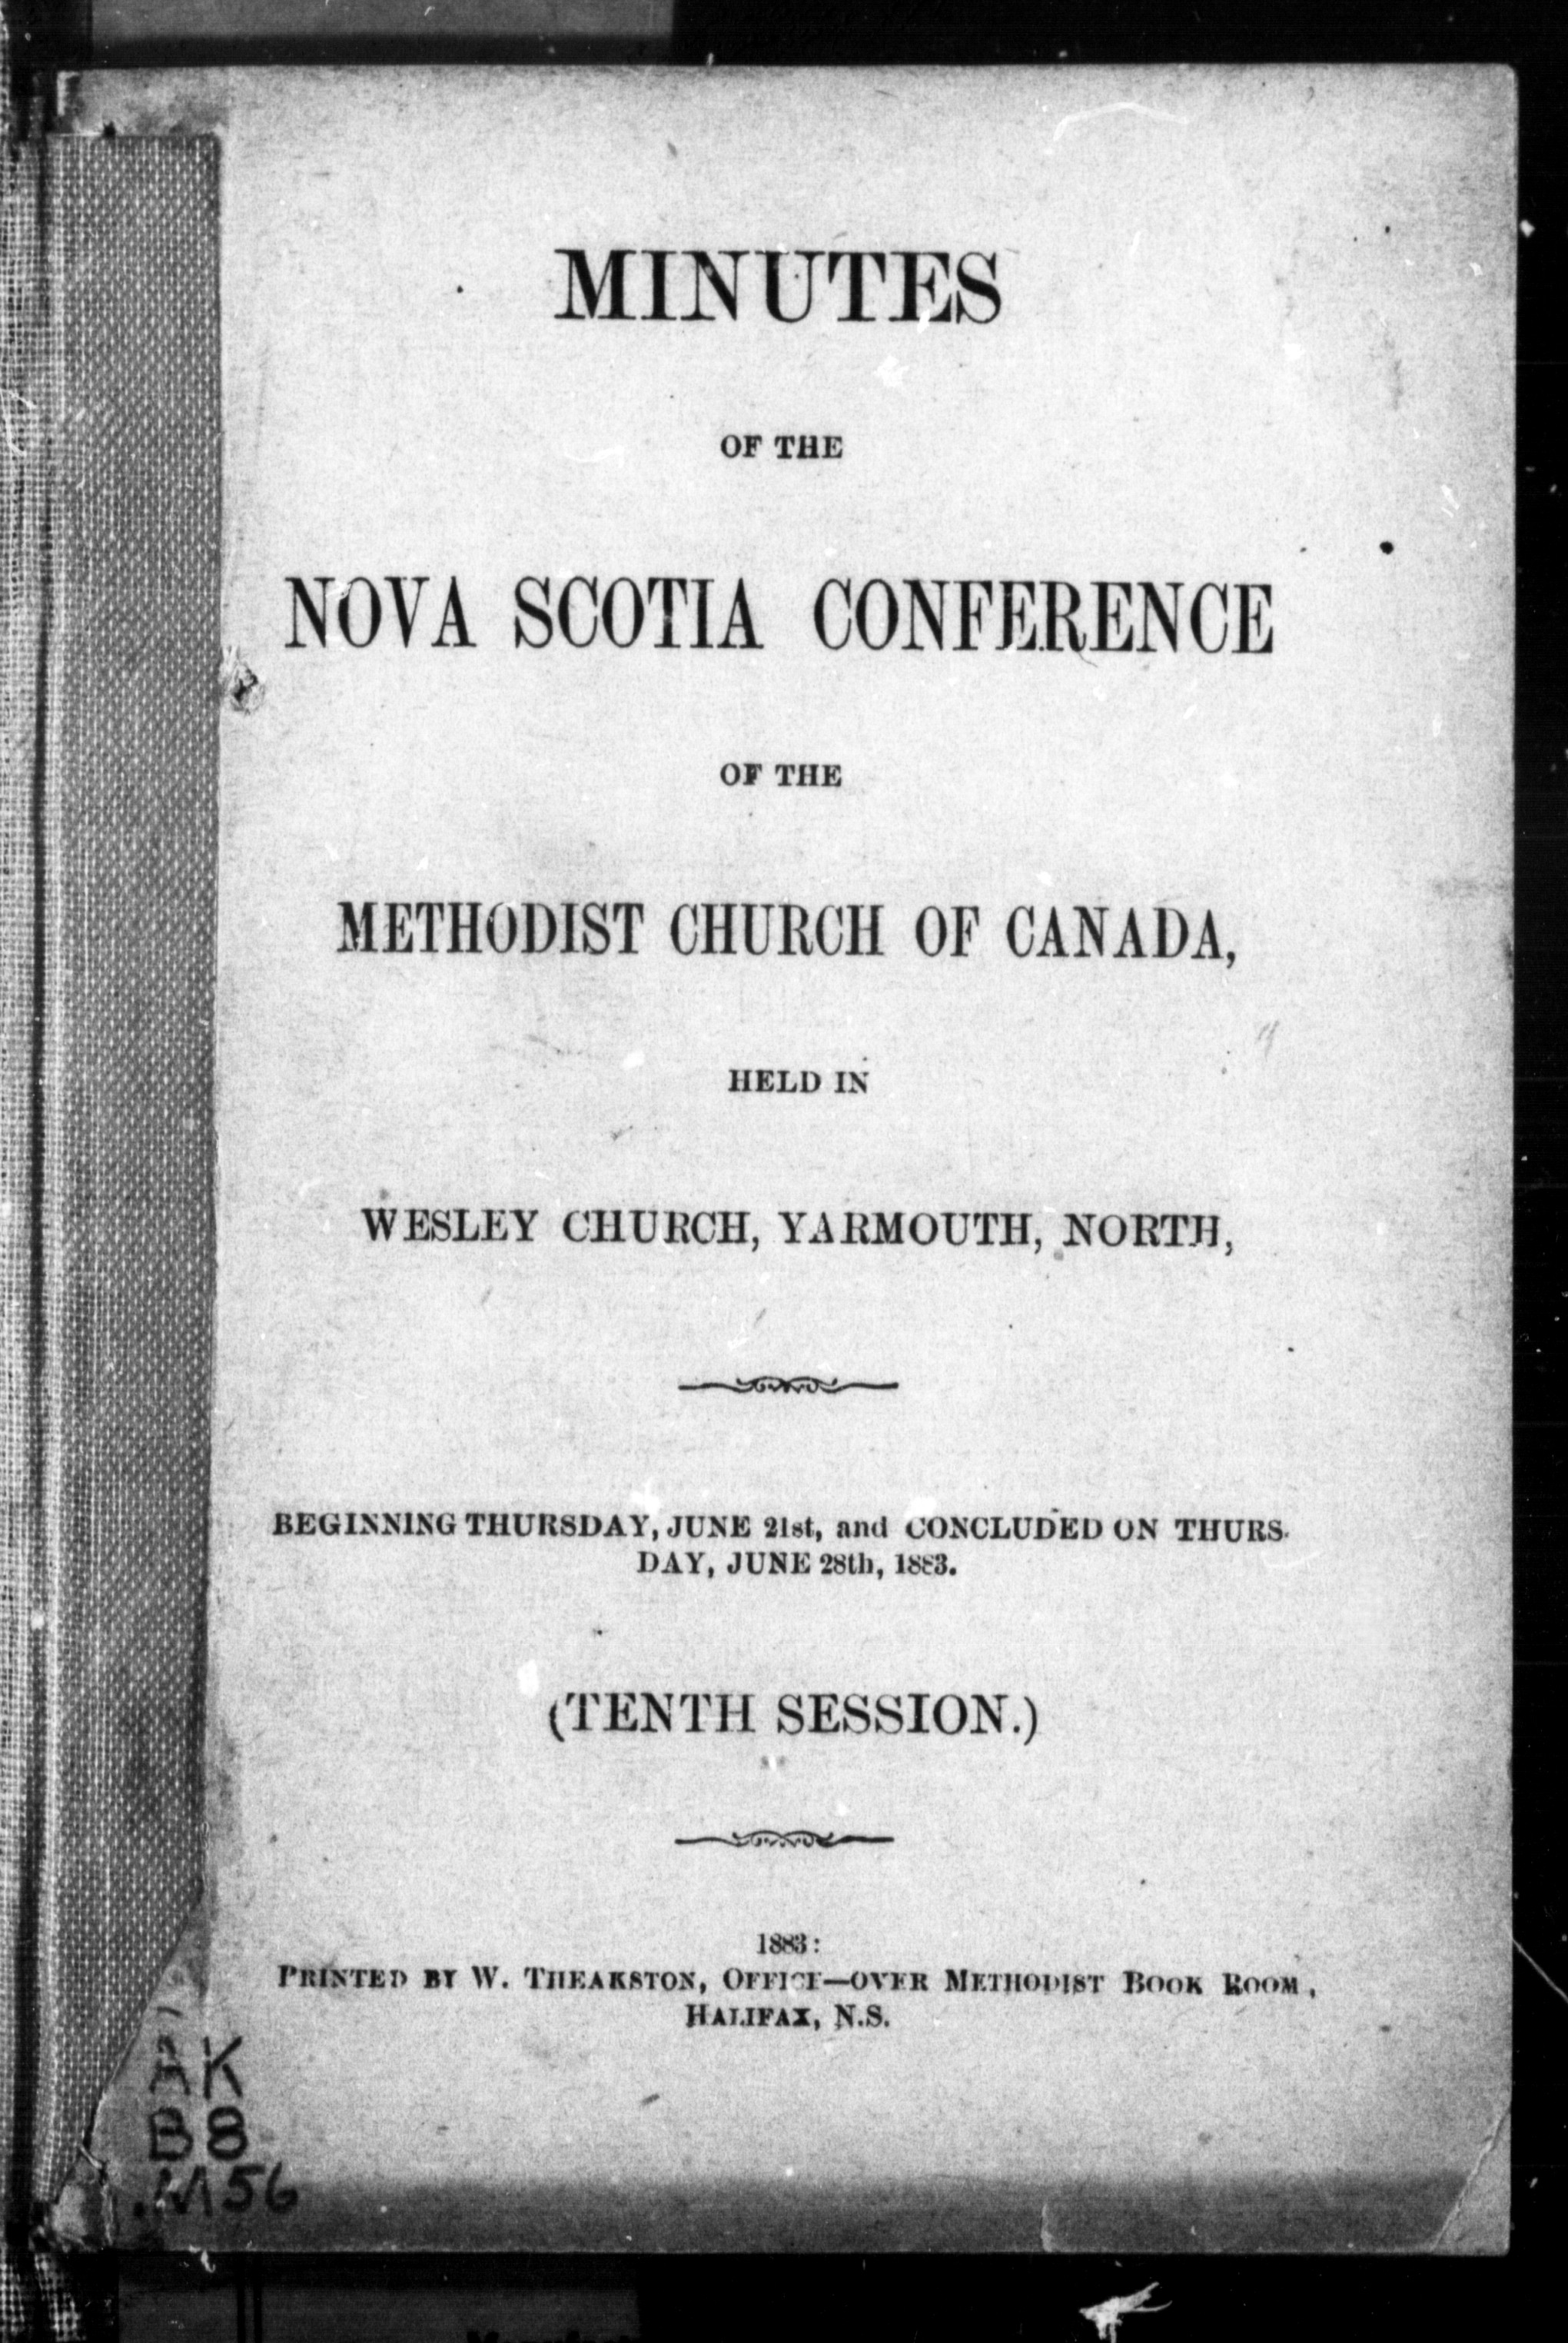 MINUTES
OF THE
NOVA SCOTIA CONFERENCE
OF THE
METHODIST CHURCH OF CANADA,
HELD IN
WESLEY CHURCH, YARMOUTH, NORTH,
BEGINNING THURSDAY, JUNE 21st, and CONCLUDED ON THURS-
DAY, JUNE 28th, 1883.
(TENTH SESSION.)
1883:
PRINTED BY W. THEAKSTON, OFFICE—OVER METHODIST BOOK ROOM,
HALIFAX, N.S.
AK
B8
.M56